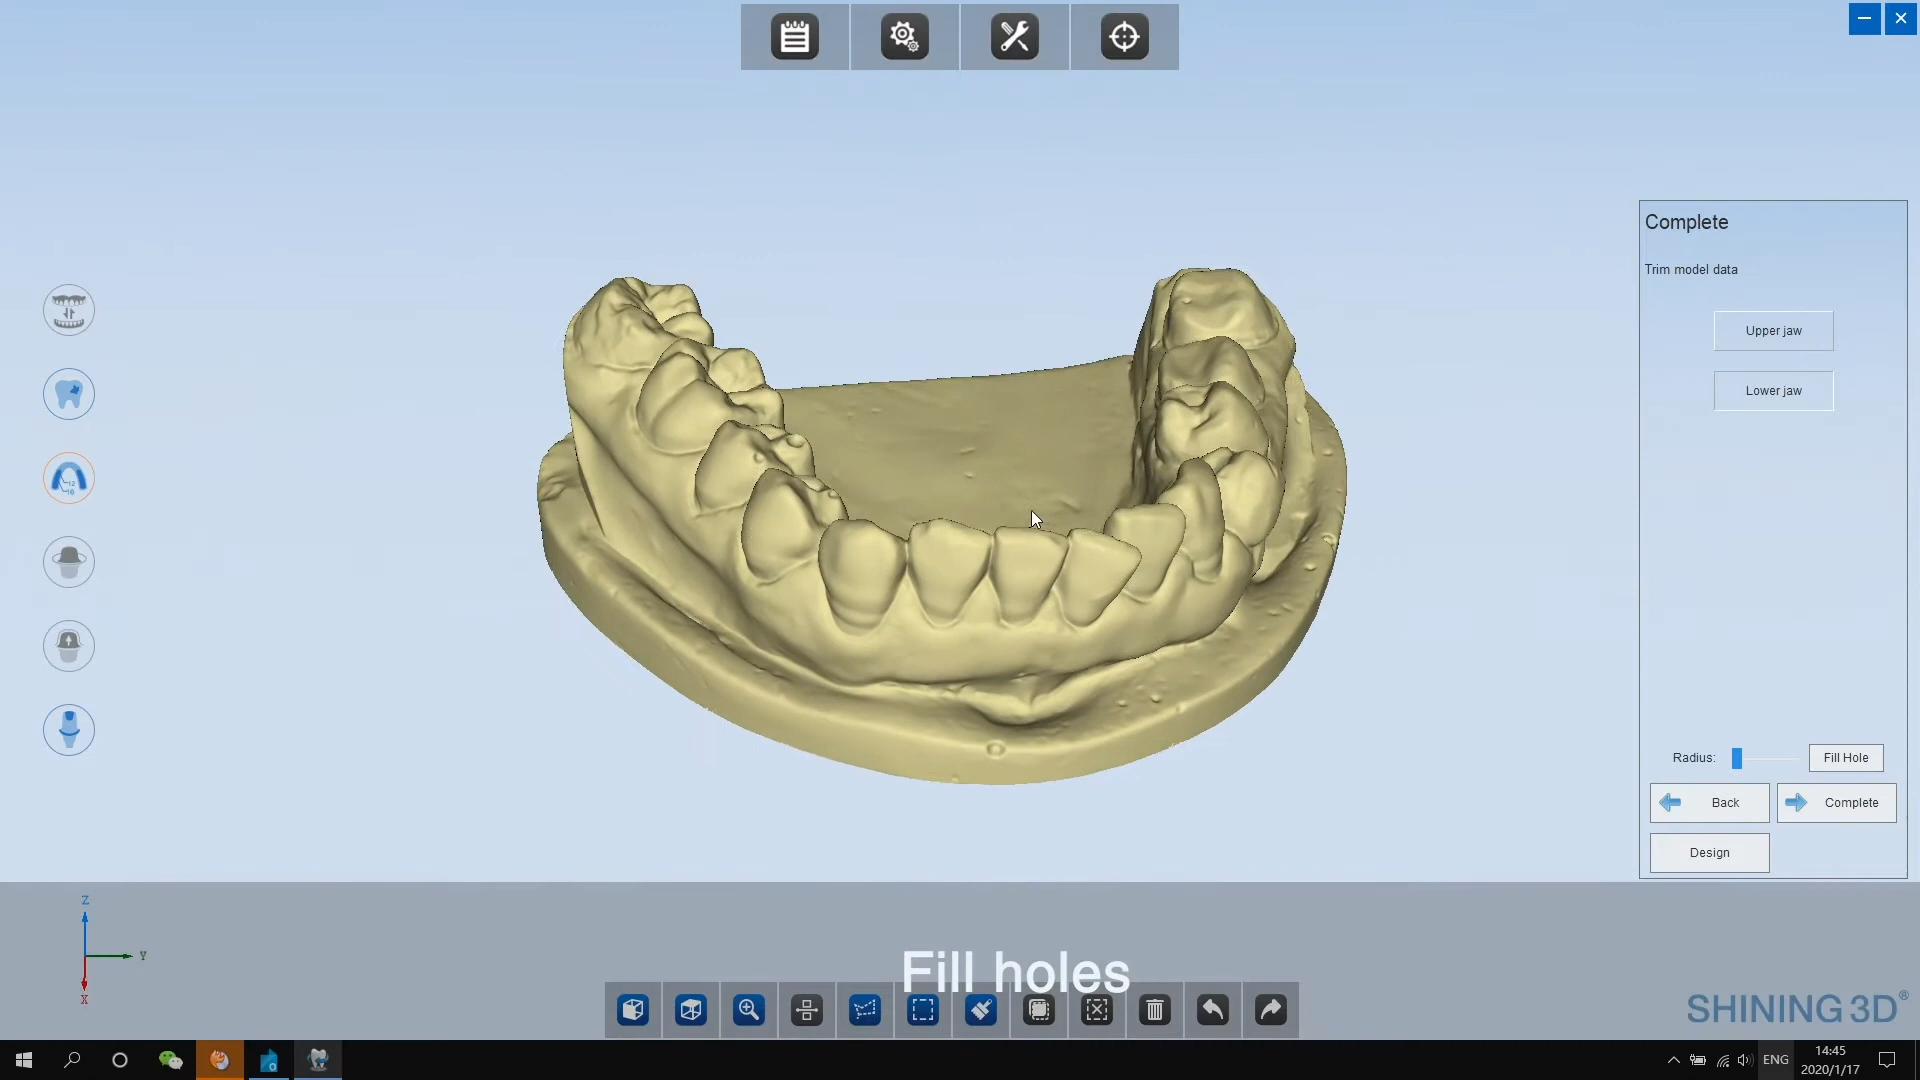 Complete
Trim model data
Upper jaw
Lower jaw
Radius:
Fill Hole
Back
Complete
Design
Z
Y
X
Fill holes
SHINING 3D®
ENG
14:45
2020/1/17